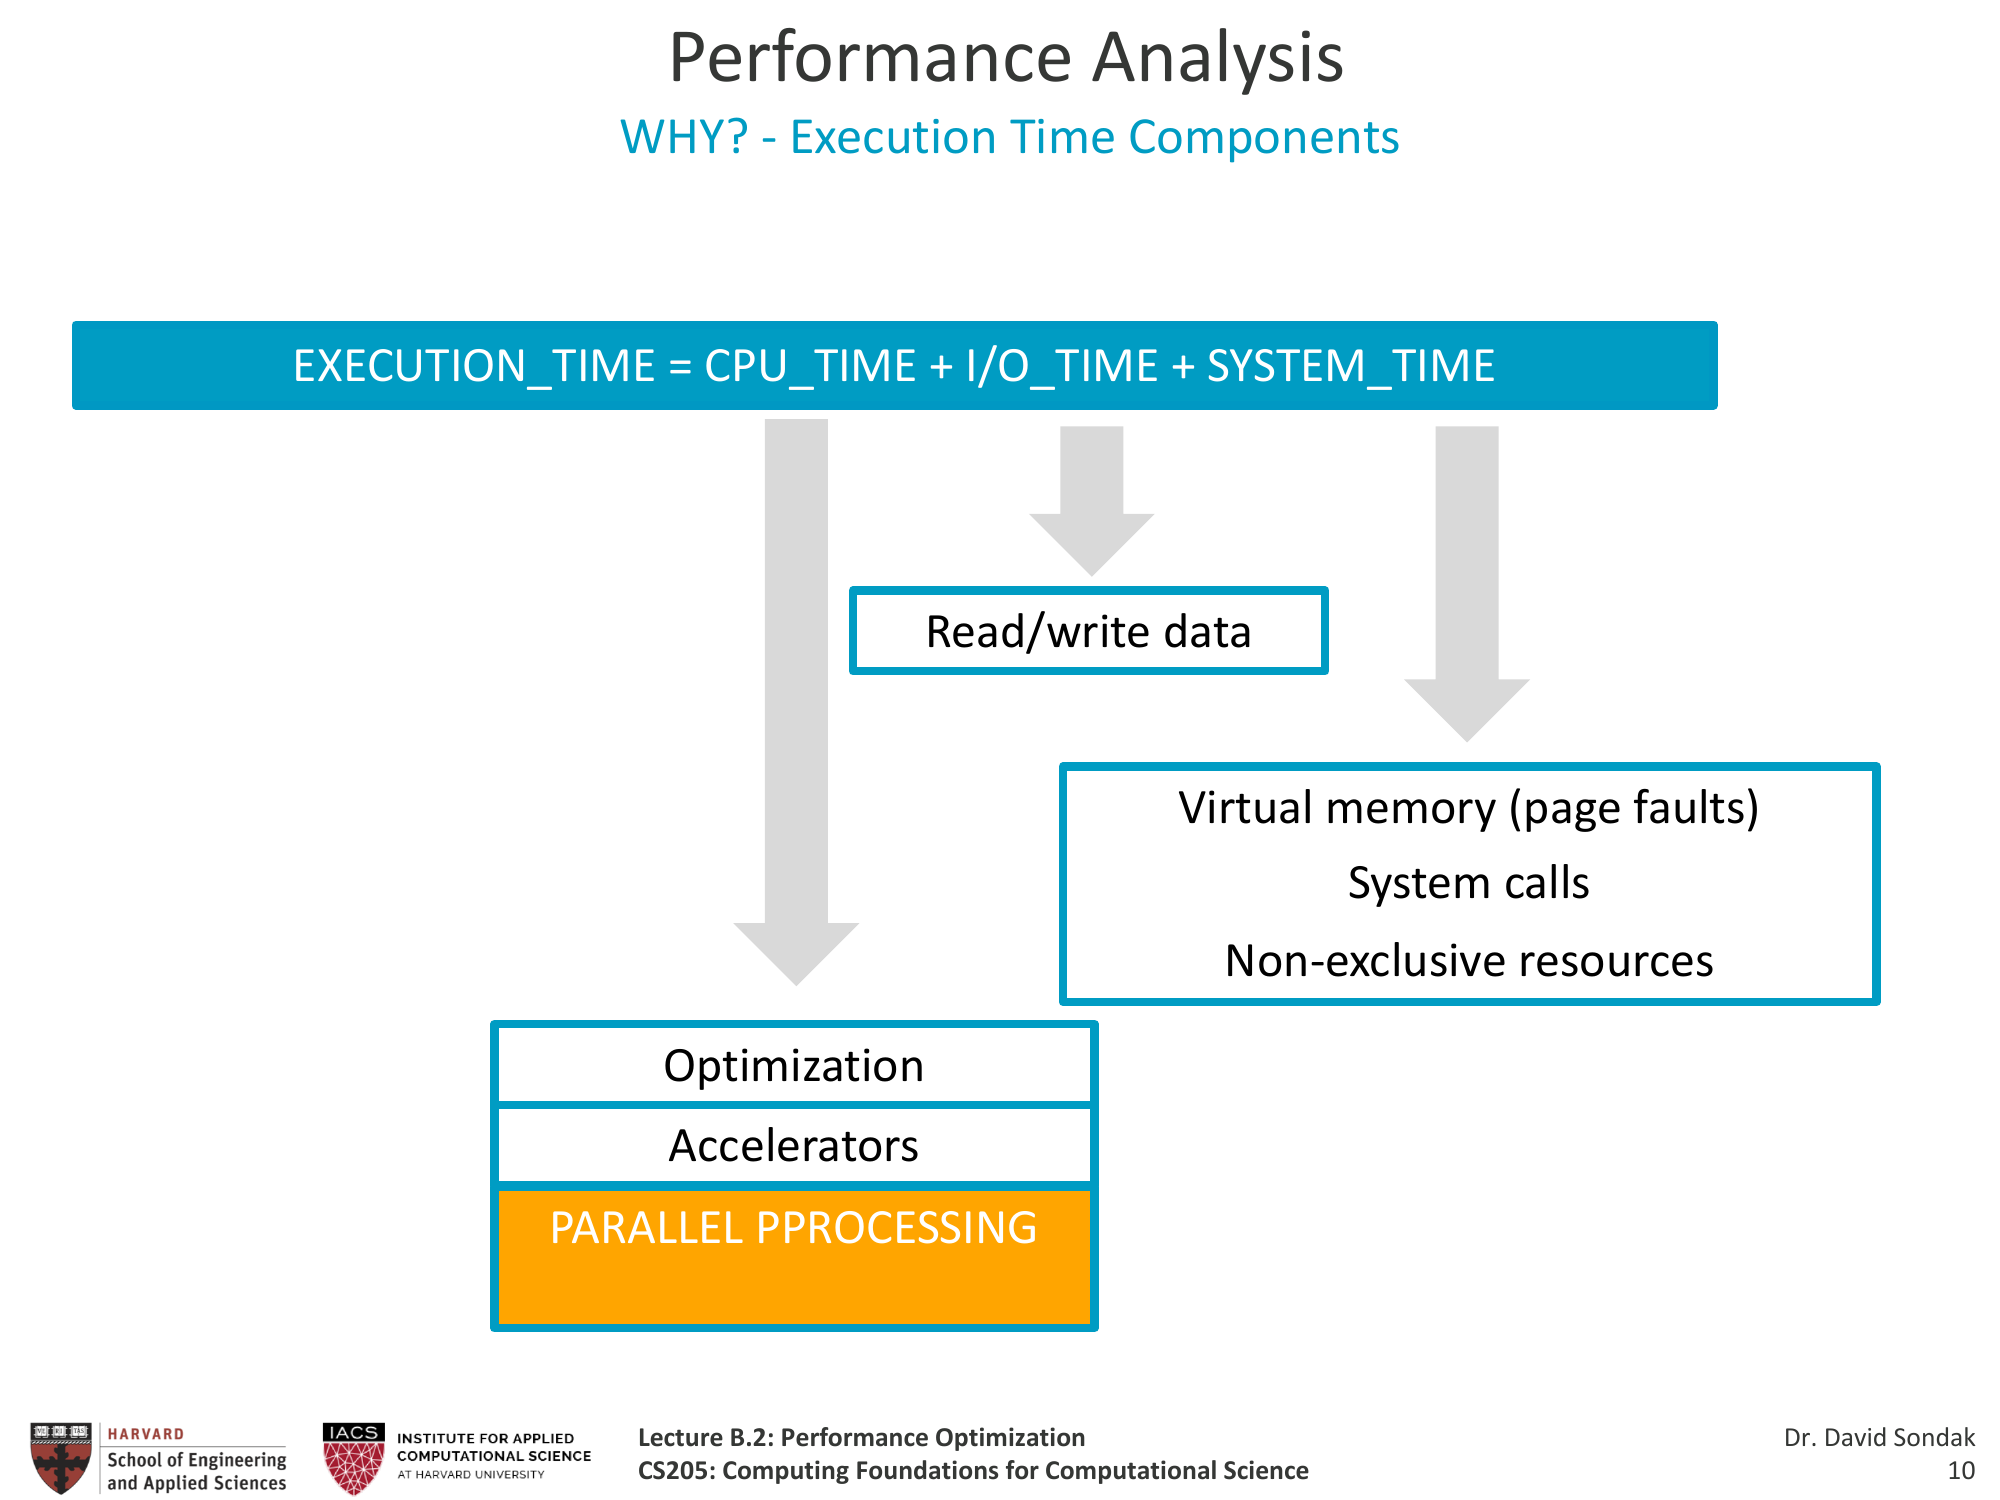 Performance Analysis
WHY? - Execution Time Components
EXECUTION_TIME = CPU_TIME + I/O_TIME + SYSTEM_TIME
Read/write data
Virtual memory (page faults)
System calls
Non-exclusive resources
Optimization
Accelerators
PARALLEL PPROCESSING
HARVARD
School of Engineering
and Applied Sciences
IACS
INSTITUTE FOR APPLIED
COMPUTATIONAL SCIENCE
AT HARVARD UNIVERSITY
Lecture B.2: Performance Optimization
CS205: Computing Foundations for Computational Science
Dr. David Sondak
10